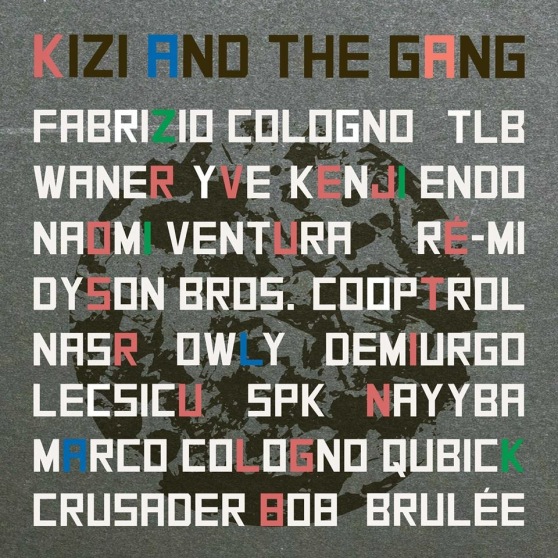 KIZI AND THE GANG
FABRIZIO COLOGNO TLB
WANER YVE KENJI ENDO
NAOMI VENTURA RÉ-MI
DYSON BROS. COOPTROL
NASR OWLY DEMIURGO
LECSICU SPK NAYYBA
MARCO COLOGNO QUBICK
CRUSADER 808 BRULÉE